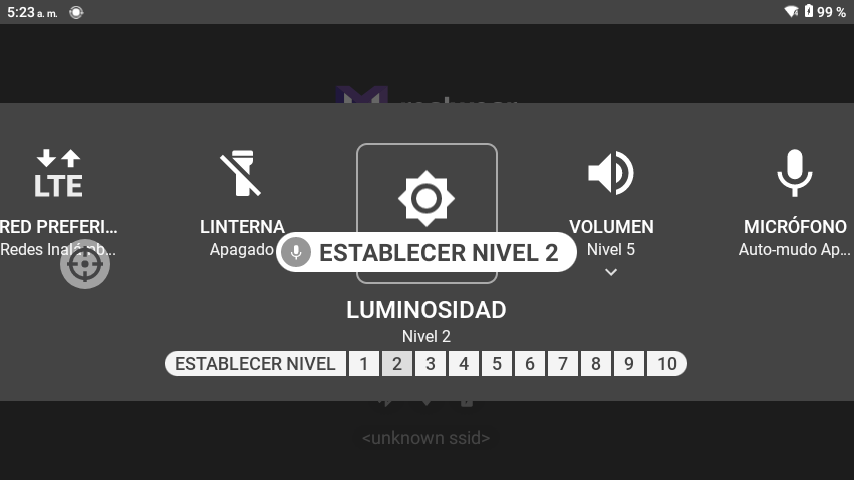 5:23 a. m.
99 %
LTE
RED PREFERI...
Redes Inalámb...
LINTERNA
Apagado
ESTABLECER NIVEL 2
VOLUMEN
Nivel 5
MICRÓFONO
Auto-mudo Ap...
LUMINOSIDAD
Nivel 2
ESTABLECER NIVEL 1 2 3 4 5 6 7 8 9 10
<unknown ssid>